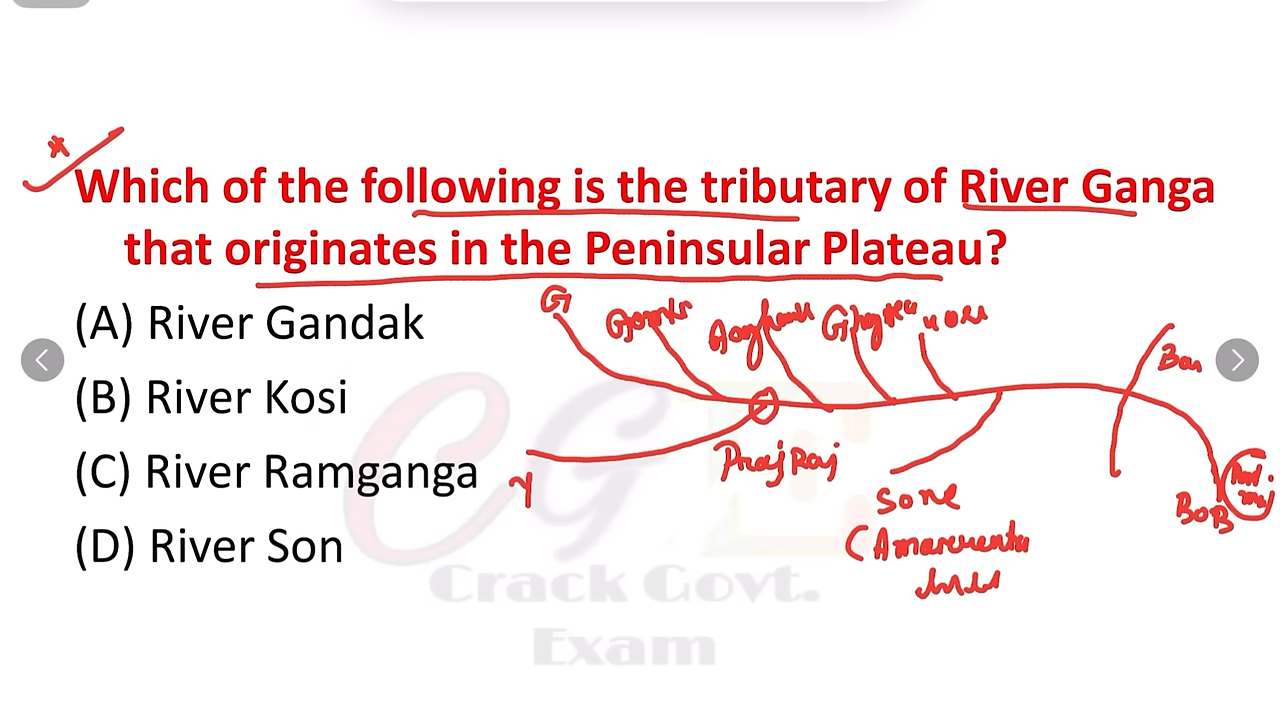 Which of the following is the tributary of River Ganga
that originates in the Peninsular Plateau?
(A) River Gandak
(B) River Kosi
(C) River Ramganga
(D) River Son
G
Y
Sone
BoB
Crack Govt.
Exam